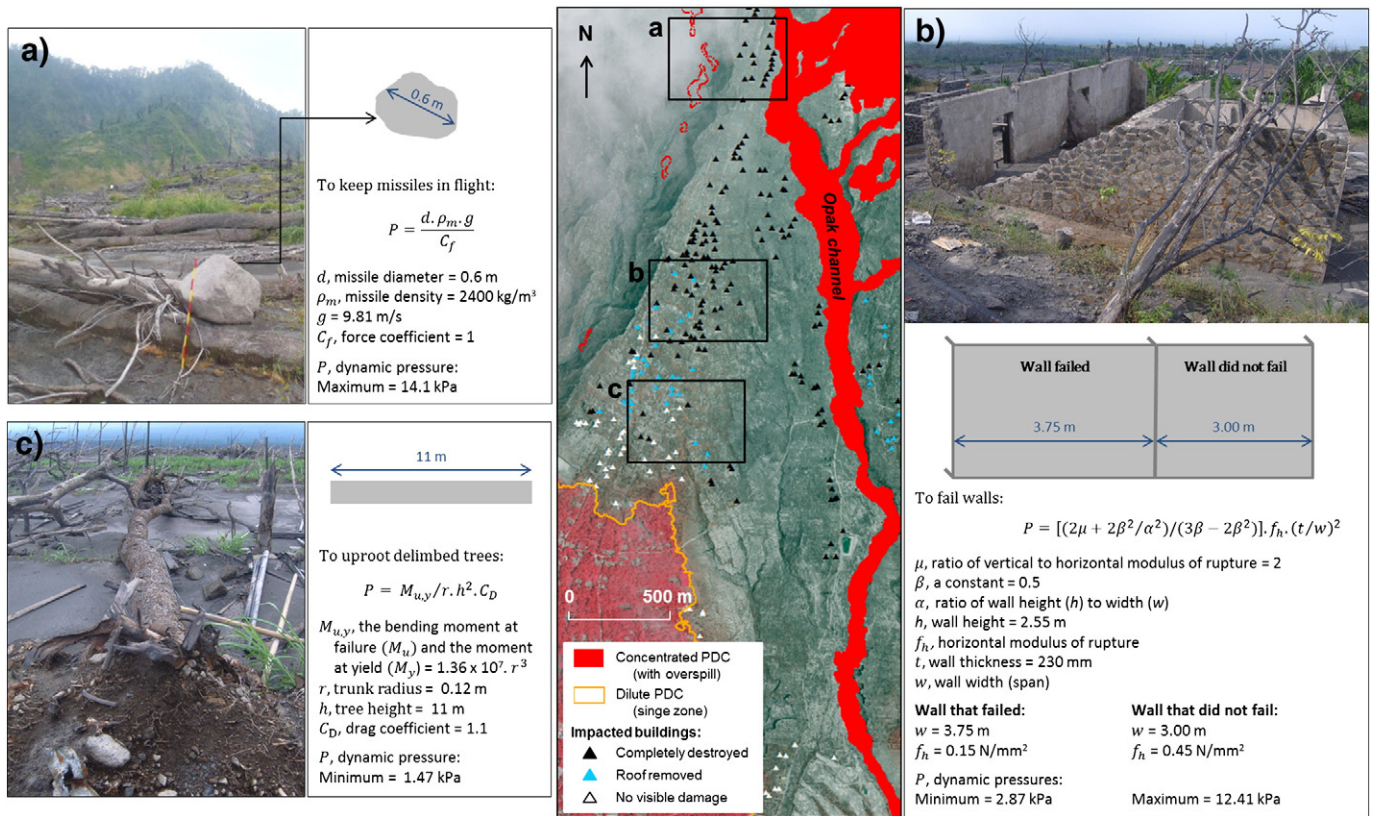 a)
0.6 m
To keep missiles in flight:
P = d. ρm. g / Cf
d, missile diameter = 0.6 m
ρm, missile density = 2400 kg/m³
g = 9.81 m/s
Cf, force coefficient = 1
P, dynamic pressure:
Maximum = 14.1 kPa
c)
11 m
To uproot delimbed trees:
P = Mu,y/r. h². CD
Mu,y, the bending moment at
failure (Mu) and the moment
at yield (My) = 1.36 x 10⁷. r³
r, trunk radius = 0.12 m
h, tree height = 11 m
CD, drag coefficient = 1.1
P, dynamic pressure:
Minimum = 1.47 kPa
N
a
b
c
Opak channel
0 500 m
Concentrated PDC
(with overspill)
Dilute PDC
(singe zone)
Impacted buildings:
Completely destroyed
Roof removed
No visible damage
b)
Wall failed
Wall did not fail
3.75 m
3.00 m
To fail walls:
P = [(2μ + 2β²/α²)/(3β − 2β²)]. fh. (t/w)²
μ, ratio of vertical to horizontal modulus of rupture = 2
β, a constant = 0.5
α, ratio of wall height (h) to width (w)
h, wall height = 2.55 m
fh, horizontal modulus of rupture
t, wall thickness = 230 mm
w, wall width (span)
Wall that failed: Wall that did not fail:
w = 3.75 m w = 3.00 m
fh = 0.15 N/mm² fh = 0.45 N/mm²
P, dynamic pressures:
Minimum = 2.87 kPa Maximum = 12.41 kPa